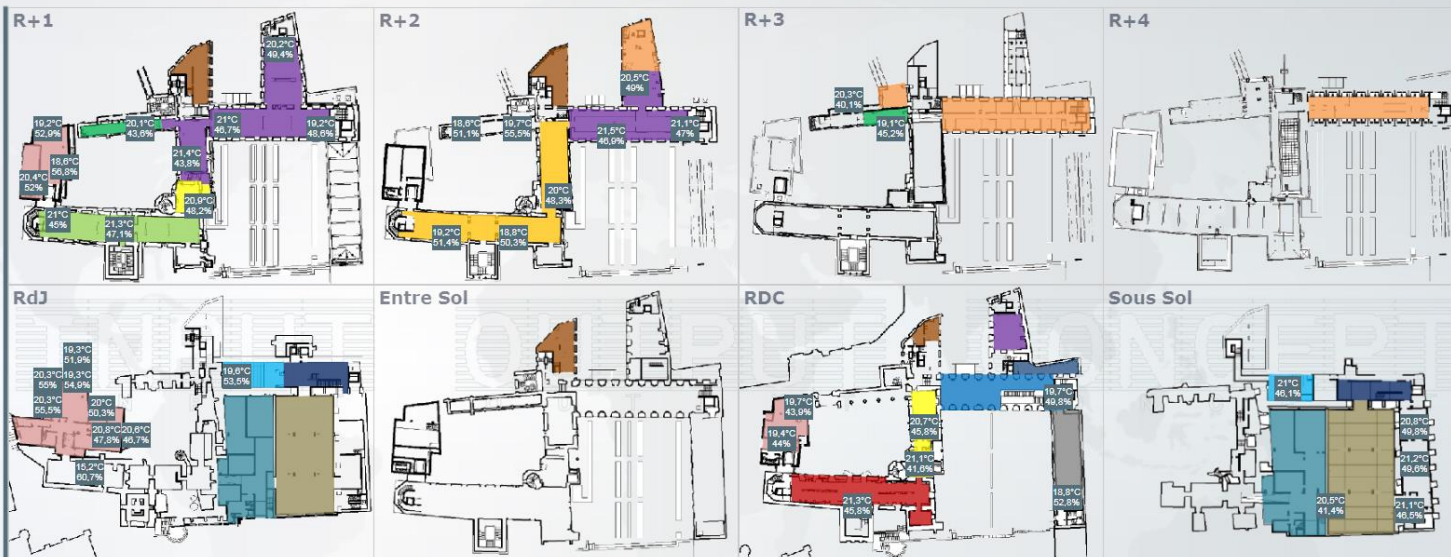 R+1
20,2°C
49,4%
19,2°C
52,9%
20,1°C
43,6%
21°C
46,7%
19,2°C
48,6%
18,6°C
56,8%
21,4°C
43,8%
20,4°C
52%
20,9°C
48,2%
21°C
45%
21,3°C
47,1%
R+2
20,5°C
49%
18,6°C
51,1%
19,7°C
55,5%
21,5°C
46,9%
21,1°C
47%
20°C
48,3%
19,2°C
51,4%
18,8°C
50,3%
R+3
20,3°C
40,1%
19,1°C
45,2%
R+4
RdJ
19,3°C
51,9%
20,3°C
55%
19,3°C
54,9%
20,3°C
55,5%
20°C
50,3%
20,8°C
47,8%
20,6°C
46,7%
15,2°C
60,7%
19,6°C
53,5%
Entre Sol
RDC
19,7°C
43,9%
19,4°C
44%
20,7°C
45,8%
19,7°C
49,8%
21,1°C
41,6%
21,3°C
45,8%
18,8°C
52,8%
Sous Sol
21°C
46,1%
20,8°C
49,8%
21,2°C
49,6%
20,5°C
41,4%
21,1°C
46,5%